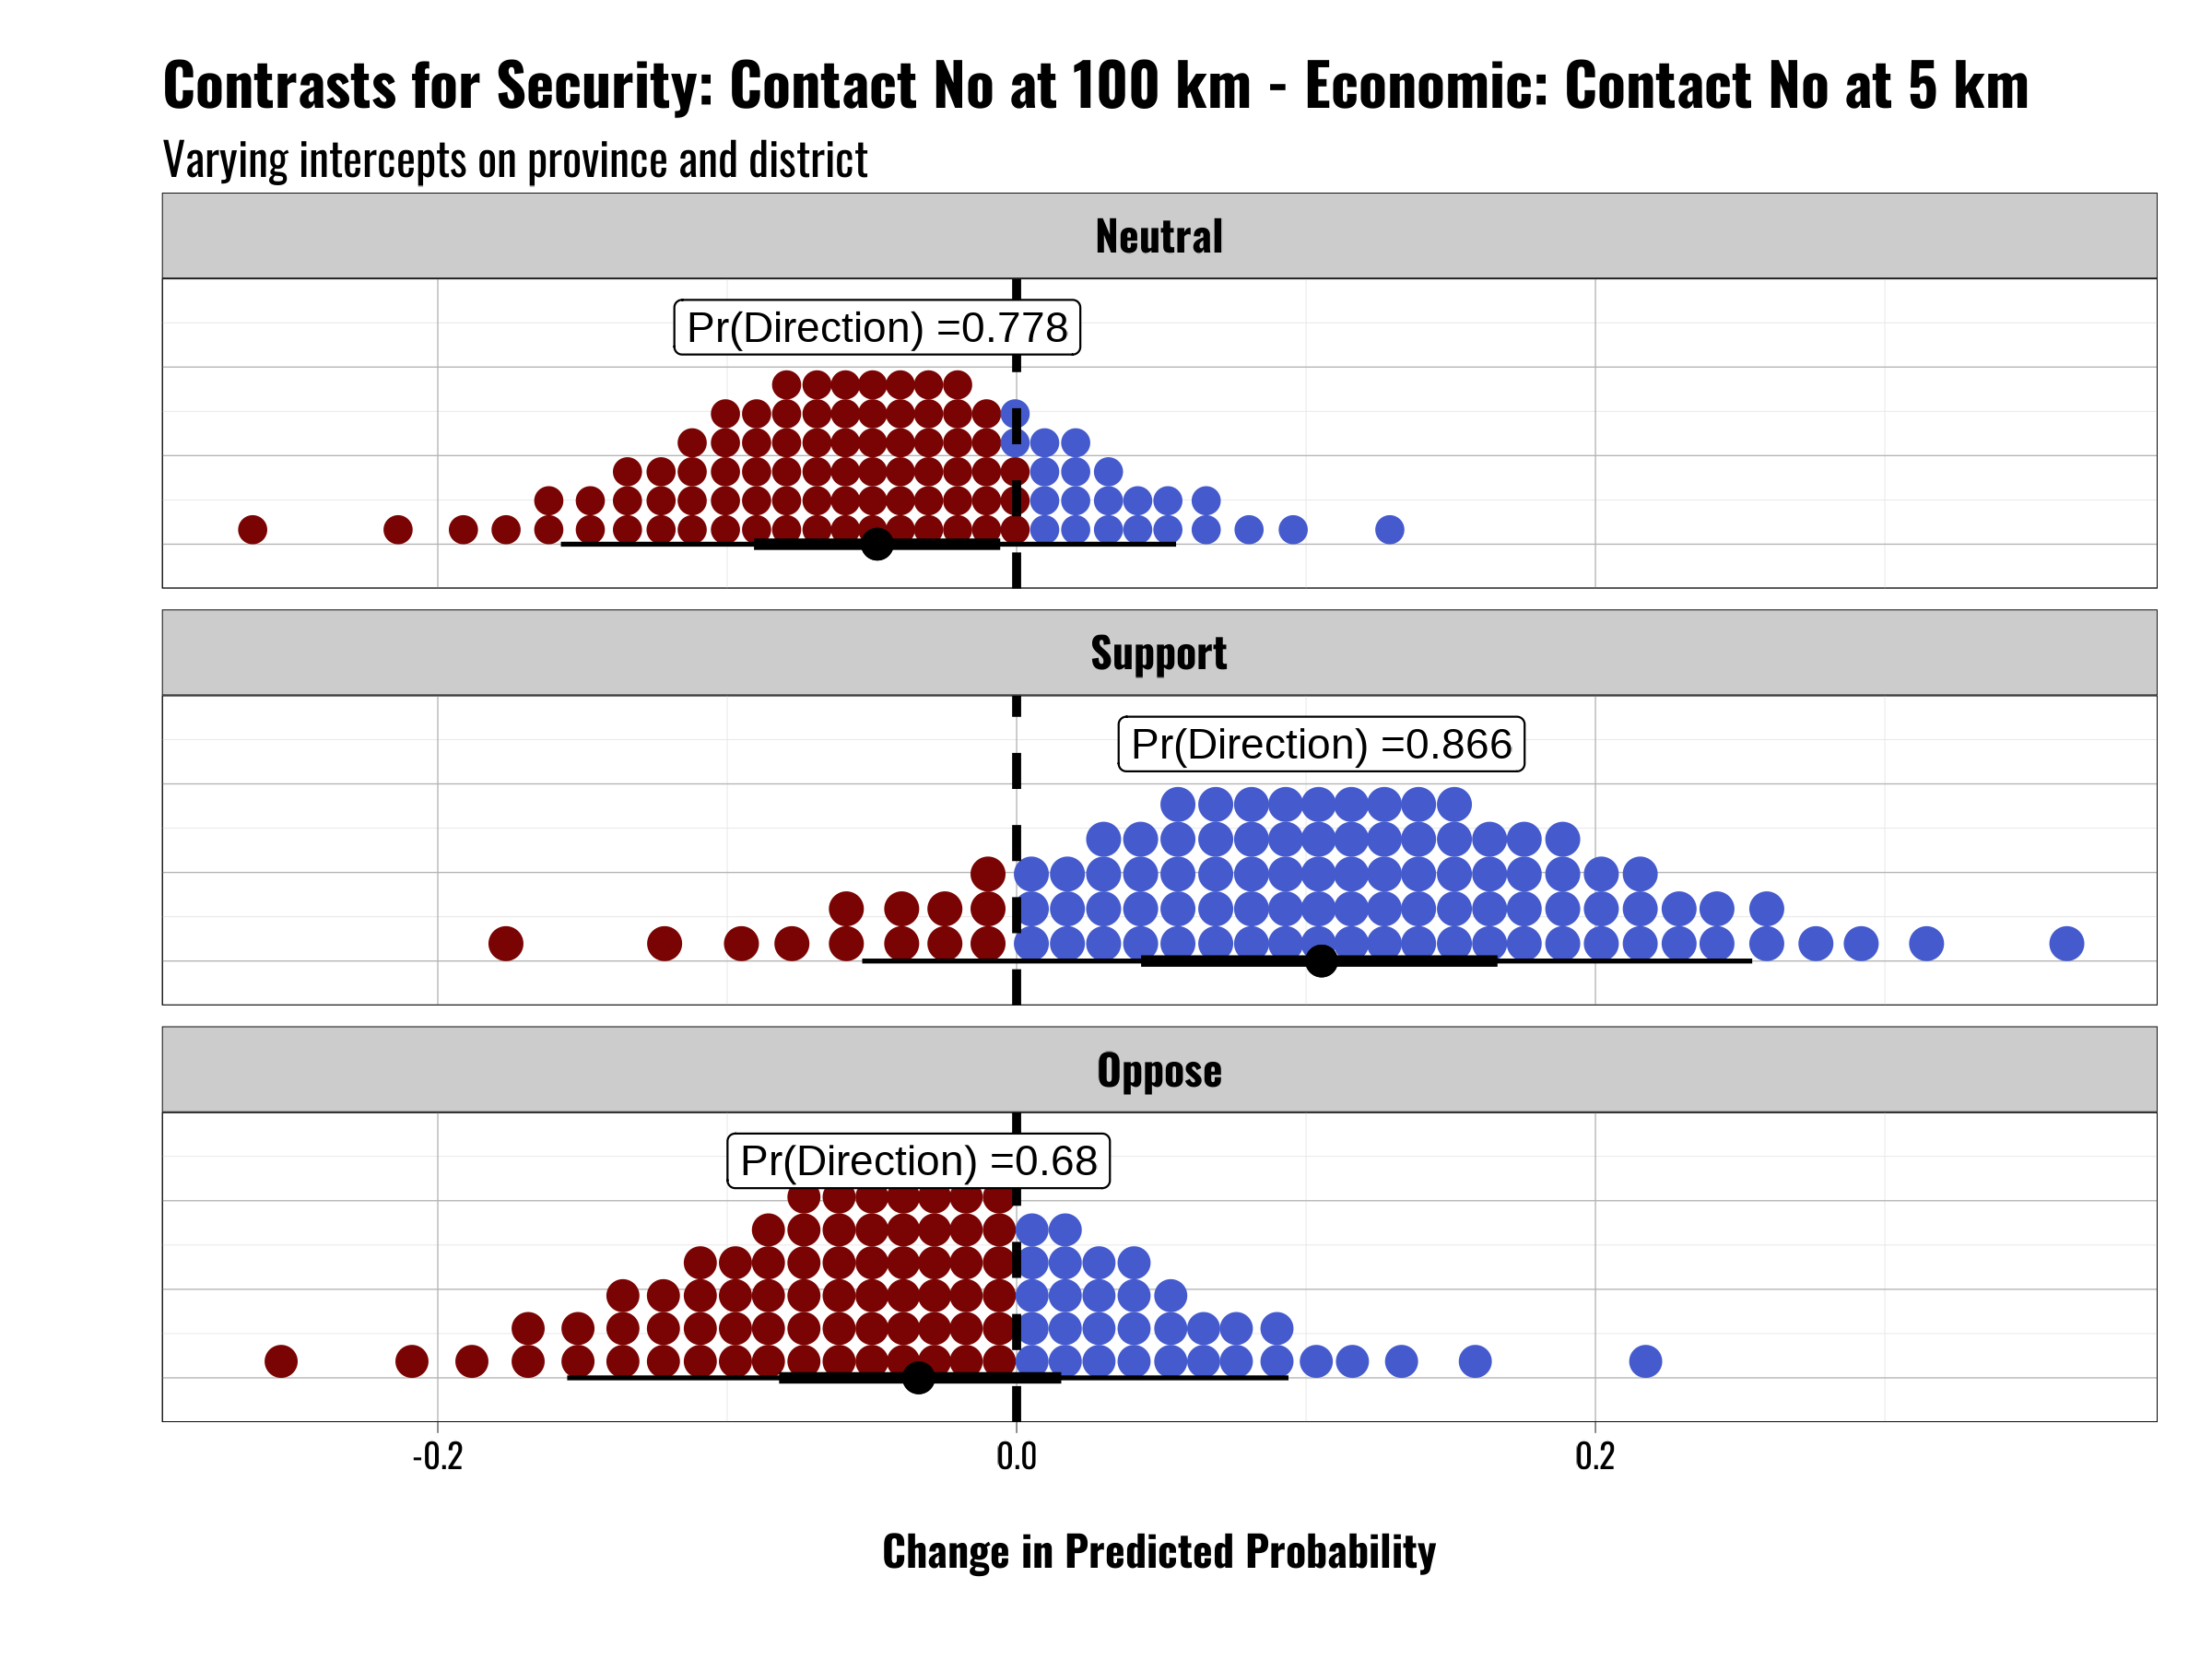 Contrasts for Security: Contact No at 100 km - Economic: Contact No at 5 km
Varying intercepts on province and district
Neutral
Pr(Direction) =0.778
Support
Pr(Direction) =0.866
Oppose
Pr(Direction) =0.68
-0.2 0.0 0.2
Change in Predicted Probability